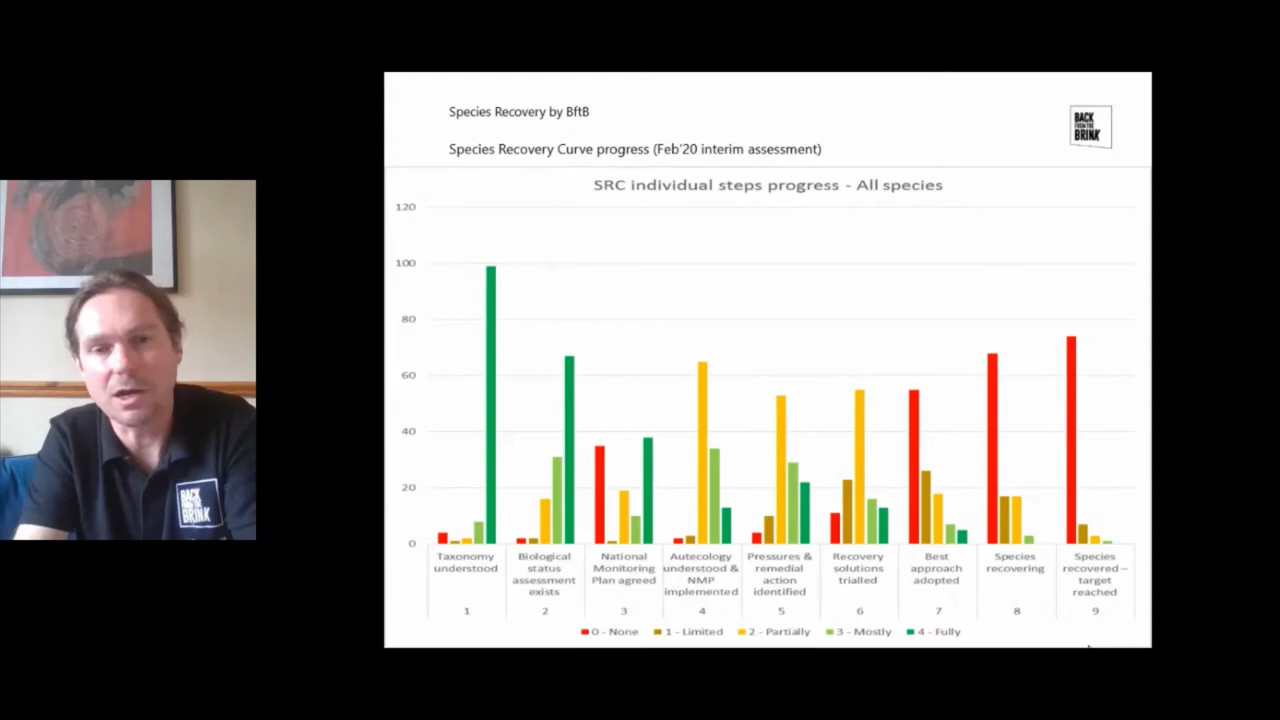 Species Recovery by BftB
BACK
FROM THE
BRINK
Species Recovery Curve progress (Feb'20 interim assessment)
SRC individual steps progress - All species
120
100
80
60
40
20
0
Taxonomy
understood
1
Biological
status
assessment
exists
2
National
Monitoring
Plan agreed
3
Autecology
understood &
NMP
implemented
4
Pressures &
remedial
action
identified
5
Recovery
solutions
trialled
6
Best
approach
adopted
7
Species
recovering
8
Species
recovered –
target
reached
9
0 - None
1 - Limited
2 - Partially
3 - Mostly
4 - Fully
BACK
FROM THE
BRINK